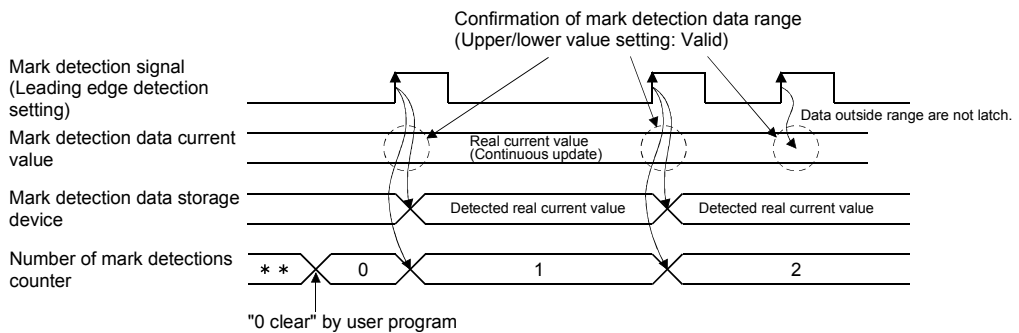 Confirmation of mark detection data range
(Upper/lower value setting: Valid)
Mark detection signal
(Leading edge detection
setting)
Data outside range are not latch.
Mark detection data current
value
Real current value
(Continuous update)
Mark detection data storage
device
Detected real current value
Detected real current value
Number of mark detections
counter
* *
0
1
2
"0 clear" by user program